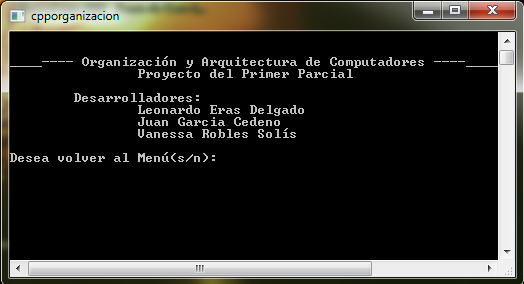 cpporganizacion
____---- Organización y Arquitectura de Computadores ----____
Proyecto del Primer Parcial
Desarrolladores:
Leonardo Eras Delgado
Juan Garcia Cedeno
Vanessa Robles Solís
Desea volver al Menú(s/n):